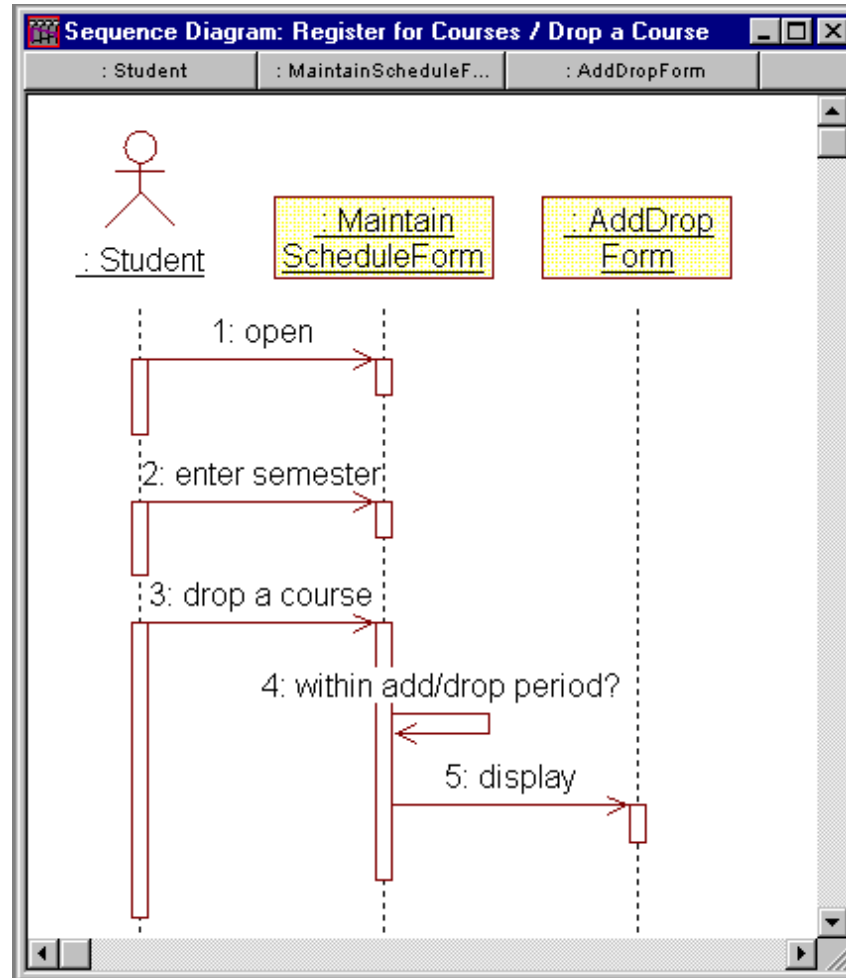 Sequence Diagram: Register for Courses / Drop a Course
: Student
: MaintainScheduleF...
: AddDropForm
: Student
: Maintain
ScheduleForm
: AddDrop
Form
1: open
2: enter semester
3: drop a course
4: within add/drop period?
5: display